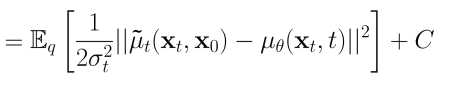 = 𝔼_q [ 1/(2σ_t^2) ||μ̃_t(𝐱_t, 𝐱_0) − μ_θ(𝐱_t, t)||^2 ] + C